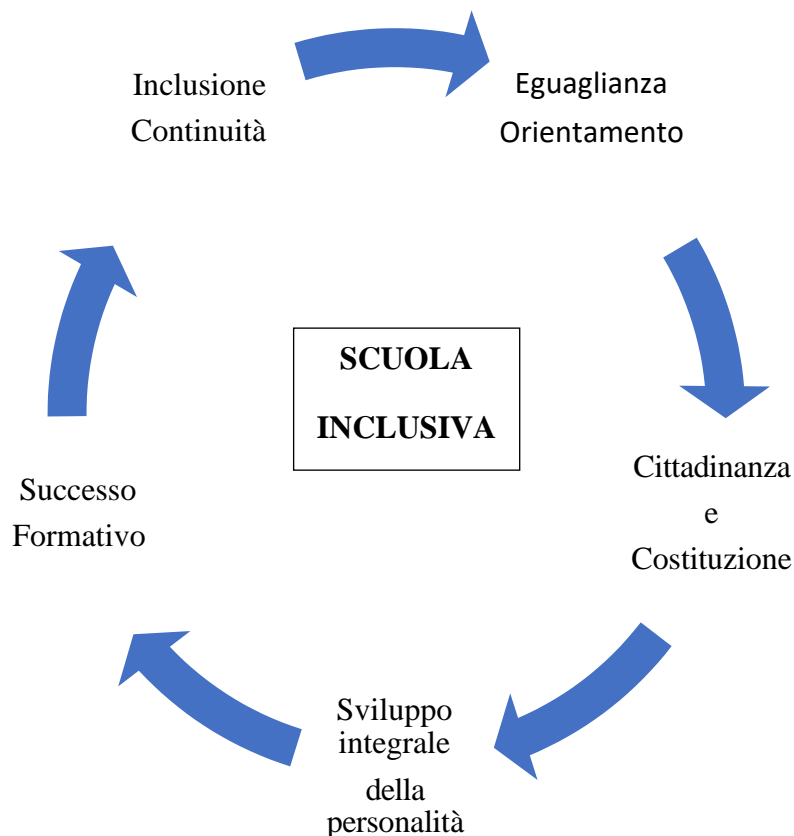 Inclusione
Continuità
Eguaglianza
Orientamento
SCUOLA
INCLUSIVA
Cittadinanza
e
Costituzione
Successo
Formativo
Sviluppo
integrale
della
personalità